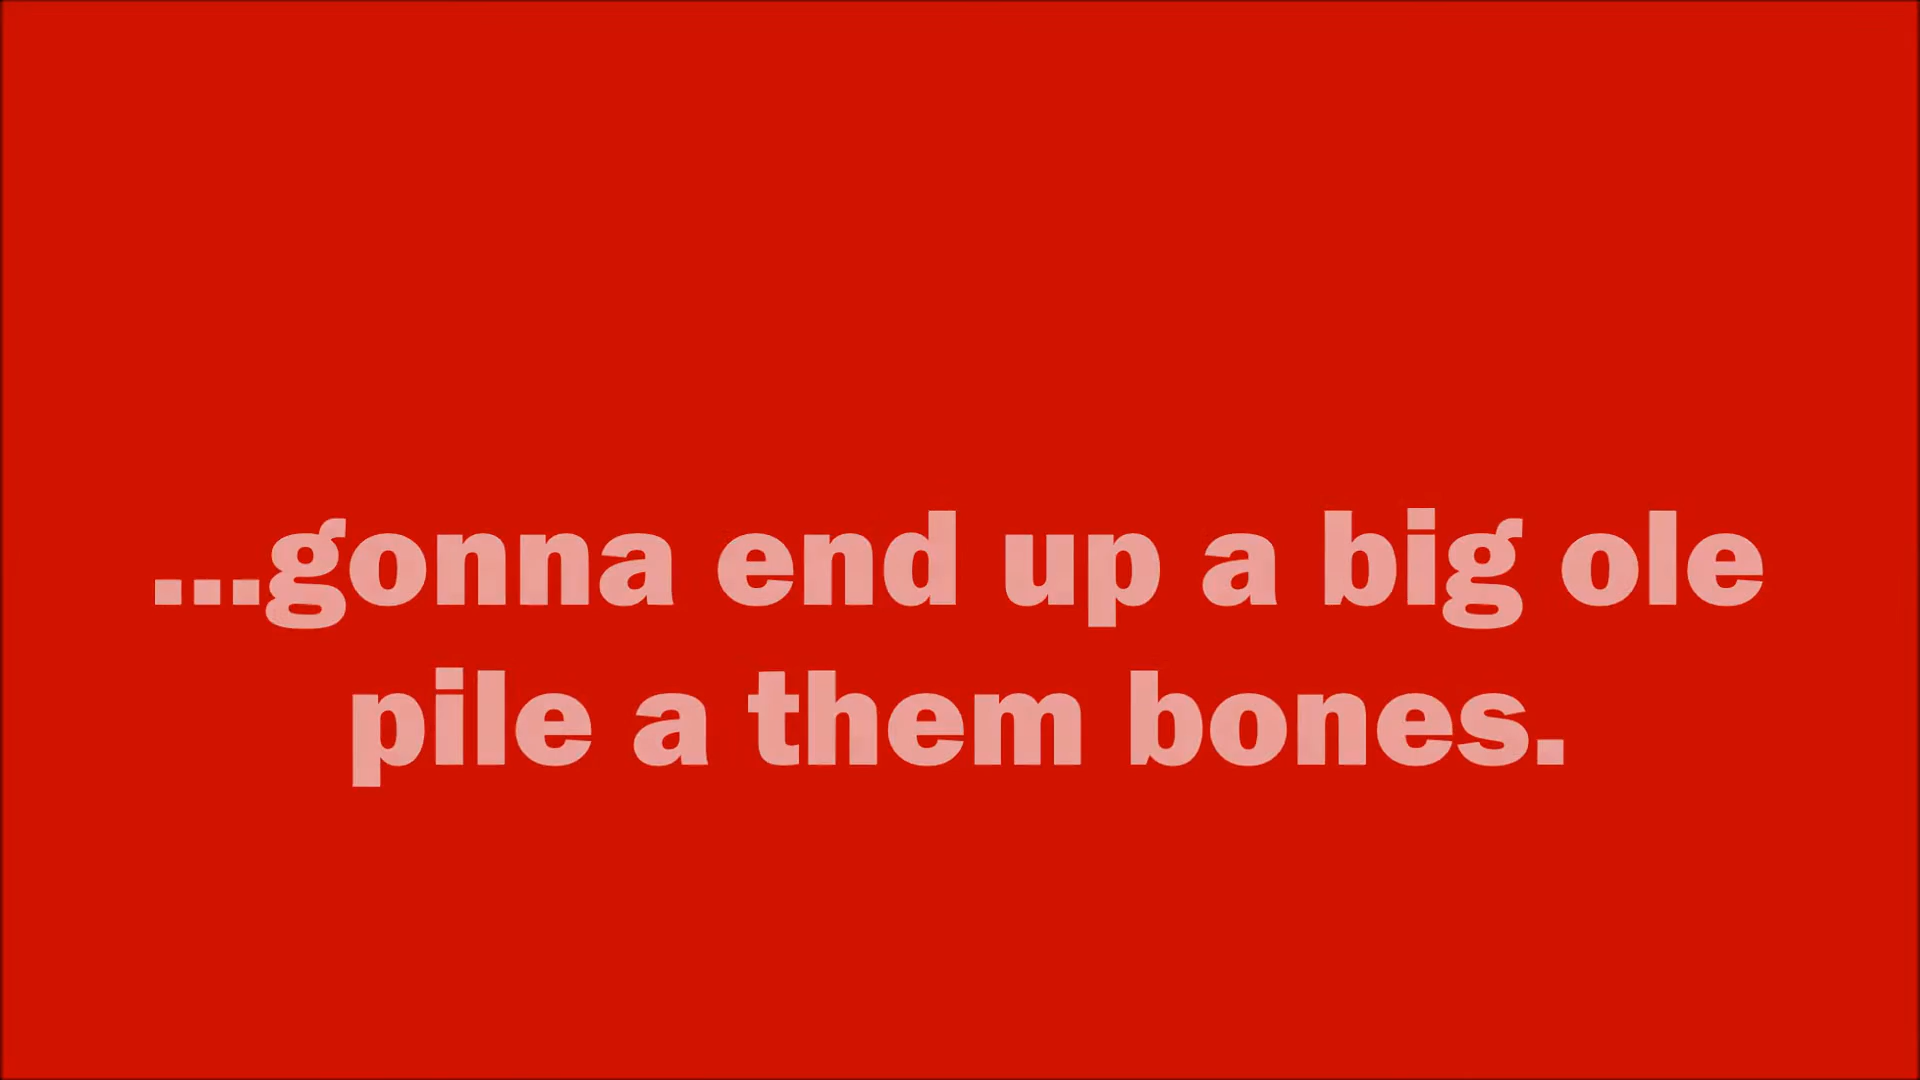 ...gonna end up a big ole
pile a them bones.